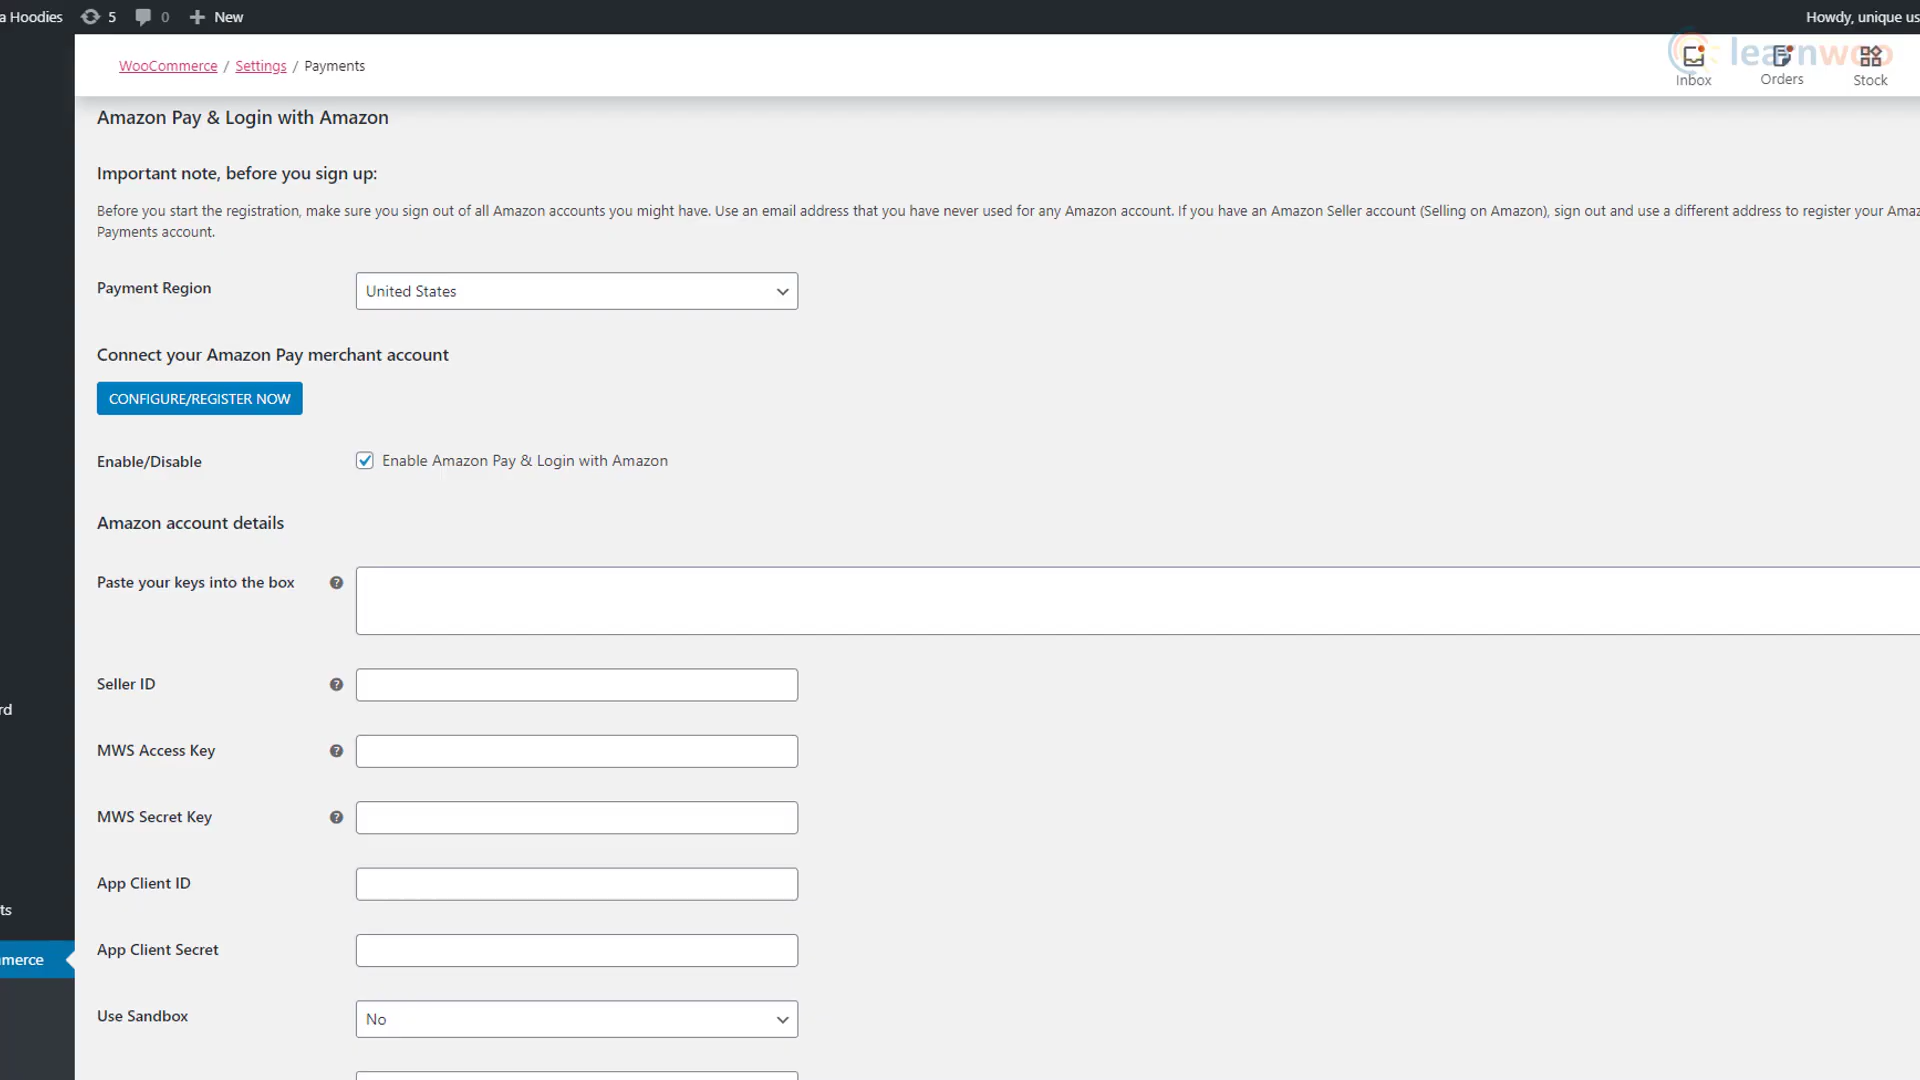 a Hoodies 5 0 New Howdy, unique us
WooCommerce / Settings / Payments
learnwoo
Inbox Orders Stock
Amazon Pay & Login with Amazon
Important note, before you sign up:
Before you start the registration, make sure you sign out of all Amazon accounts you might have. Use an email address that you have never used for any Amazon account. If you have an Amazon Seller account (Selling on Amazon), sign out and use a different address to register your Amaz
Payments account.
Payment Region United States
Connect your Amazon Pay merchant account
CONFIGURE/REGISTER NOW
Enable/Disable Enable Amazon Pay & Login with Amazon
Amazon account details
Paste your keys into the box ?
Seller ID ?
rd
MWS Access Key ?
MWS Secret Key ?
App Client ID
ts
App Client Secret
merce
Use Sandbox No